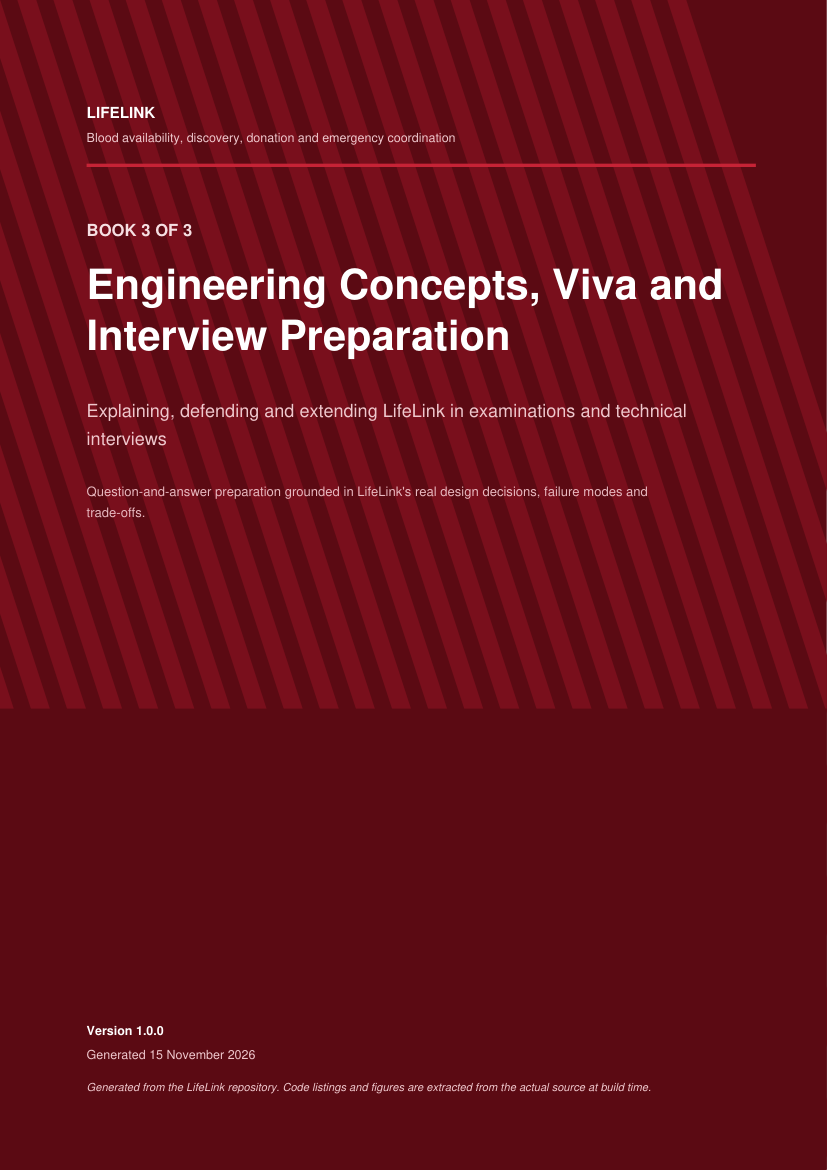 LIFELINK
Blood availability, discovery, donation and emergency coordination
BOOK 3 OF 3
Engineering Concepts, Viva and
Interview Preparation
Explaining, defending and extending LifeLink in examinations and technical
interviews
Question-and-answer preparation grounded in LifeLink's real design decisions, failure modes and
trade-offs.
Version 1.0.0
Generated 15 November 2026
Generated from the LifeLink repository. Code listings and figures are extracted from the actual source at build time.